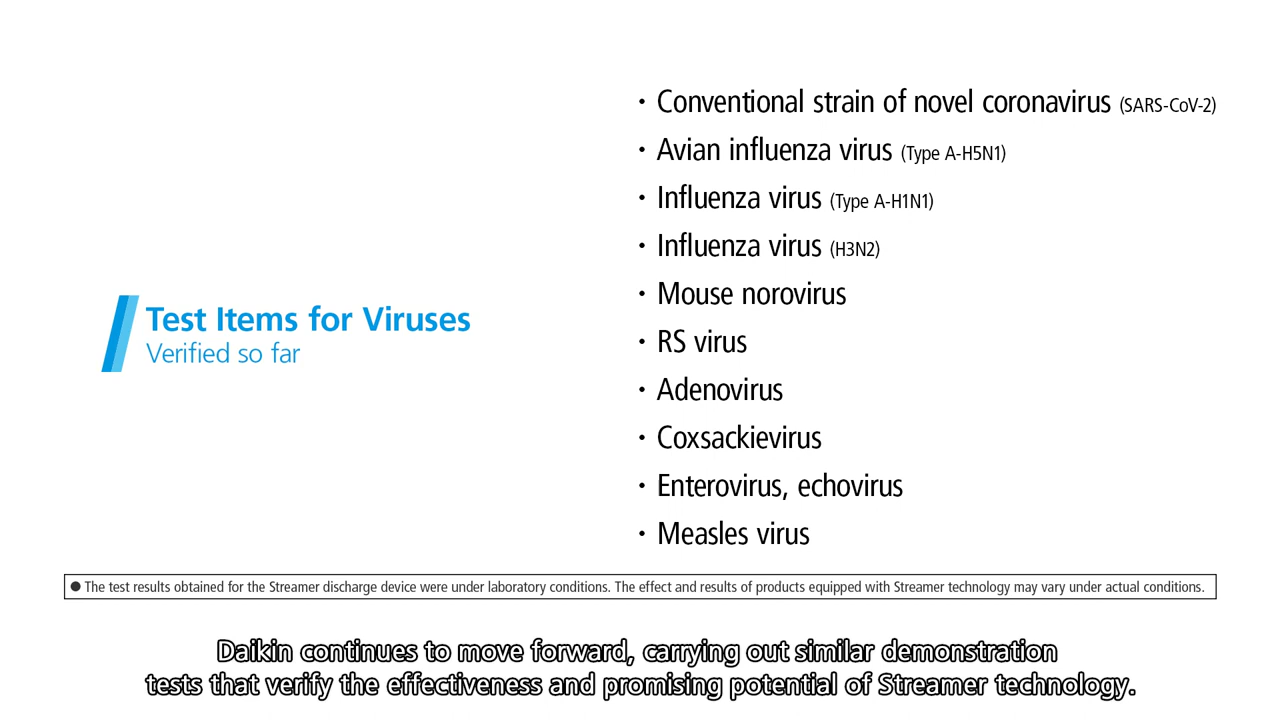 Test Items for Viruses
Verified so far
・Conventional strain of novel coronavirus (SARS-CoV-2)
・Avian influenza virus (Type A-H5N1)
・Influenza virus (Type A-H1N1)
・Influenza virus (H3N2)
・Mouse norovirus
・RS virus
・Adenovirus
・Coxsackievirus
・Enterovirus, echovirus
・Measles virus
● The test results obtained for the Streamer discharge device were under laboratory conditions. The effect and results of products equipped with Streamer technology may vary under actual conditions.
Daikin continues to move forward, carrying out similar demonstration
tests that verify the effectiveness and promising potential of Streamer technology.